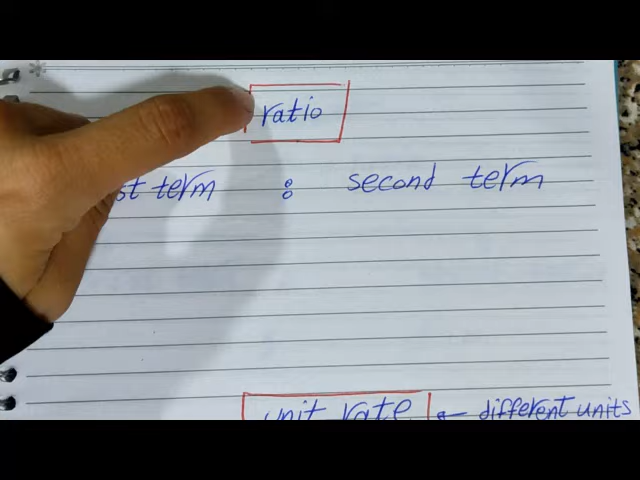 ratio
st term : second term
unit rate ← different units